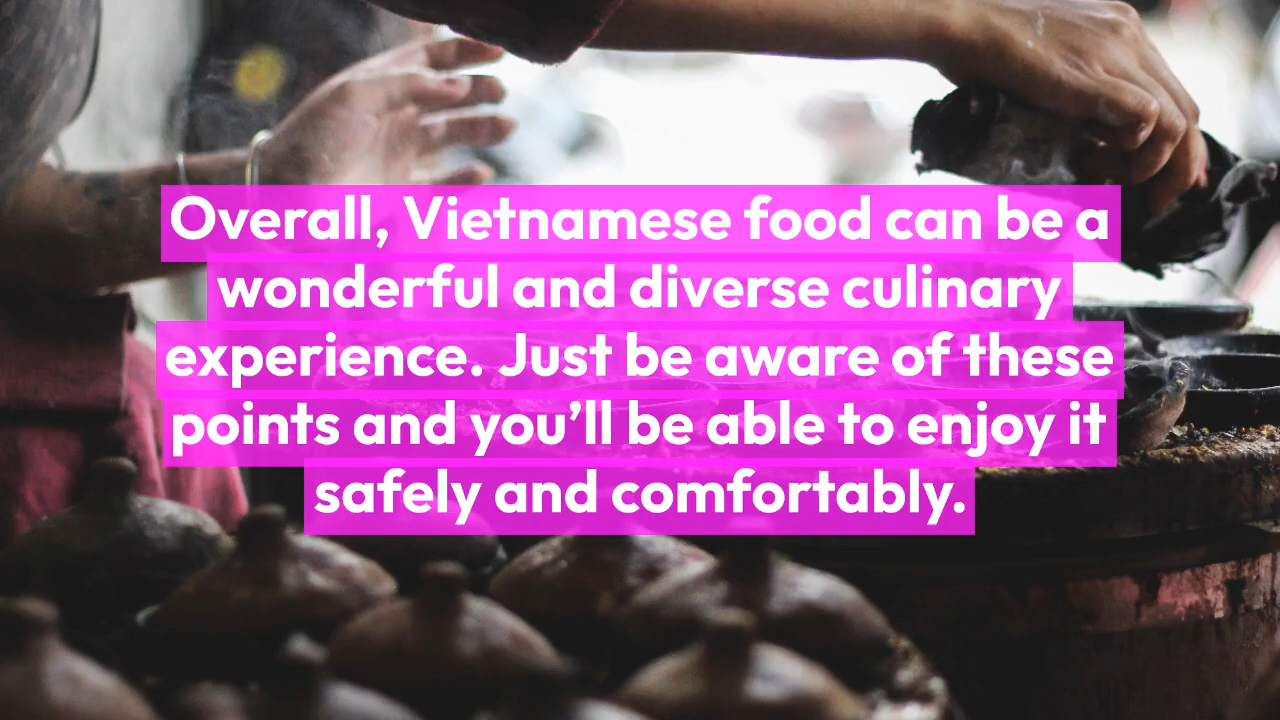 Overall, Vietnamese food can be a
wonderful and diverse culinary
experience. Just be aware of these
points and you’ll be able to enjoy it
safely and comfortably.